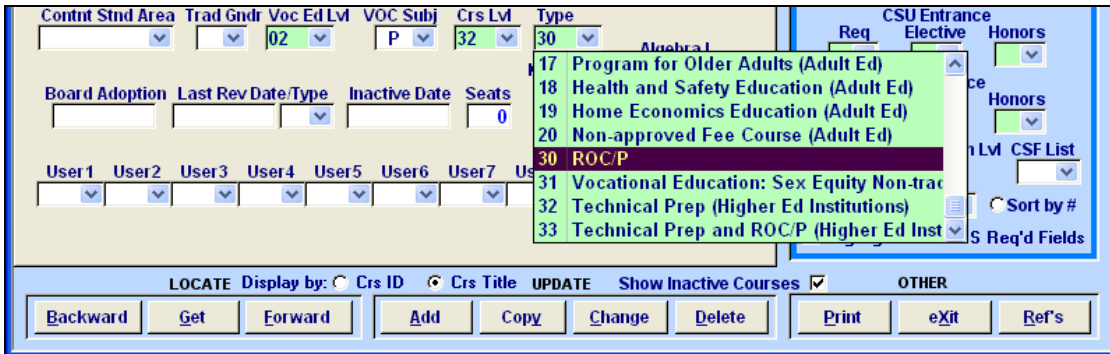 Contnt Stnd Area Trad Gndr Voc Ed Lvl VOC Subj Crs Lvl Type
CSU Entrance
Req Elective Honors
02 P 32 30
Algebra I
17 Program for Older Adults (Adult Ed)
18 Health and Safety Education (Adult Ed)
Board Adoption Last Rev Date/Type Inactive Date Seats
Honors
19 Home Economics Education (Adult Ed)
0
20 Non-approved Fee Course (Adult Ed)
30 ROC/P
Lvl CSF List
User1 User2 User3 User4 User5 User6 User7
31 Vocational Education: Sex Equity Non-trac
32 Technical Prep (Higher Ed Institutions)
Sort by #
33 Technical Prep and ROC/P (Higher Ed Inst
S Req'd Fields
LOCATE Display by: Crs ID Crs Title UPDATE Show Inactive Courses OTHER
Backward Get Forward Add Copy Change Delete Print eXit Ref's